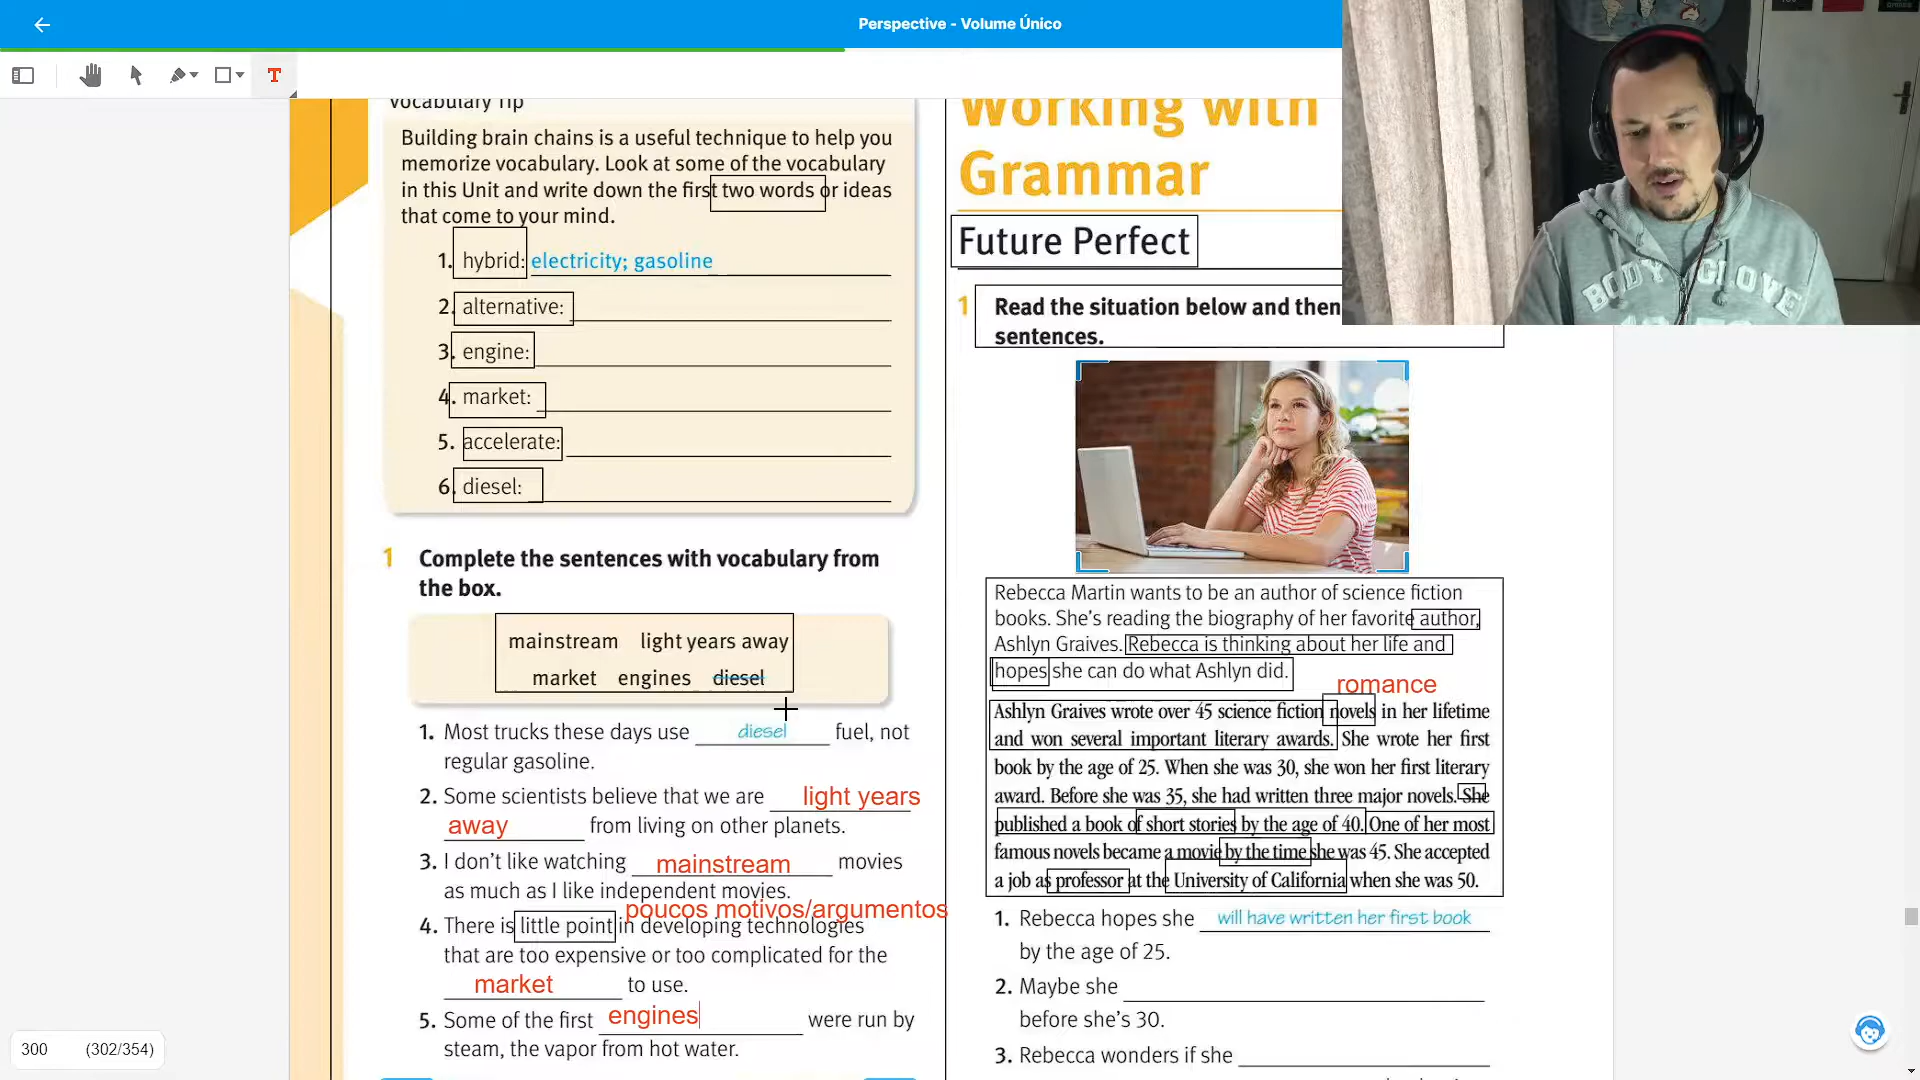 Perspective - Volume Único
T
Vocabulary Tip
Building brain chains is a useful technique to help you
memorize vocabulary. Look at some of the vocabulary
in this Unit and write down the first two words or ideas
that come to your mind.
1. hybrid: electricity; gasoline
2. alternative:
3. engine:
4. market:
5. accelerate:
6. diesel:
1 Complete the sentences with vocabulary from
the box.
mainstream light years away
market engines diesel
1. Most trucks these days use diesel fuel, not
regular gasoline.
2. Some scientists believe that we are light years
away from living on other planets.
3. I don't like watching mainstream movies
as much as I like independent movies.
poucos motivos/argumentos
4. There is little point in developing technologies
that are too expensive or too complicated for the
market to use.
5. Some of the first engines were run by
steam, the vapor from hot water.
Working with
Grammar
Future Perfect
1 Read the situation below and then
sentences.
Rebecca Martin wants to be an author of science fiction
books. She's reading the biography of her favorite author,
Ashlyn Graives. Rebecca is thinking about her life and
hopes she can do what Ashlyn did.
romance
Ashlyn Graives wrote over 45 science fiction novels in her lifetime
and won several important literary awards. She wrote her first
book by the age of 25. When she was 30, she won her first literary
award. Before she was 35, she had written three major novels. She
published a book of short stories by the age of 40. One of her most
famous novels became a movie by the time she was 45. She accepted
a job as professor at the University of California when she was 50.
1. Rebecca hopes she will have written her first book
by the age of 25.
2. Maybe she
before she's 30.
3. Rebecca wonders if she
BODY GLOVE
300 (302/354)